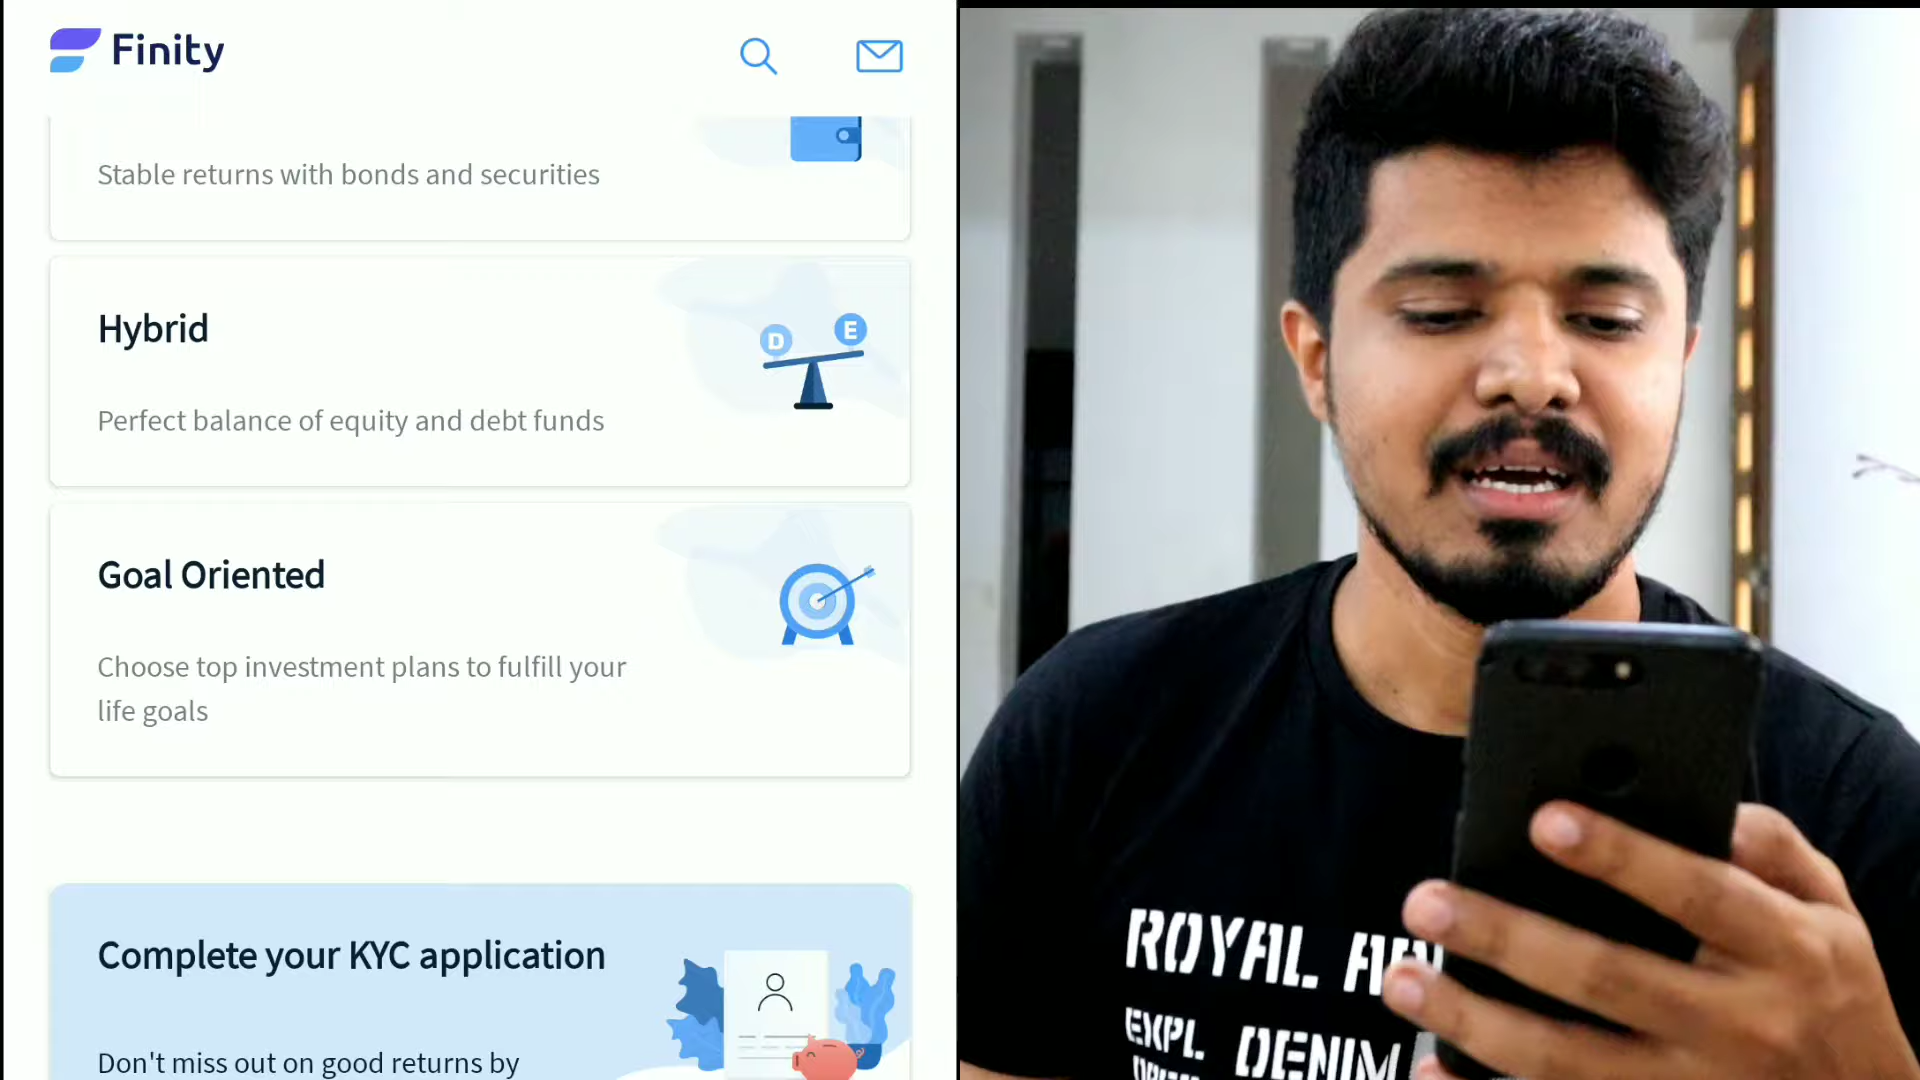 Finity
Stable returns with bonds and securities
Hybrid
D
E
Perfect balance of equity and debt funds
Goal Oriented
Choose top investment plans to fulfill your
life goals
Complete your KYC application
Don't miss out on good returns by
ROYAL
EXPL DENIM